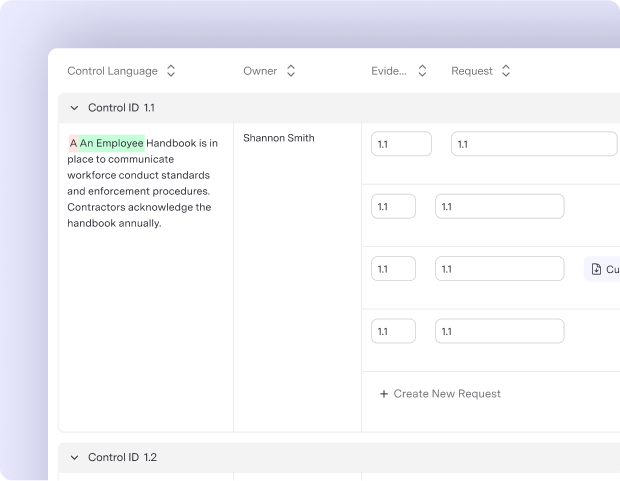 Control Language
Owner
Evide...
Request
Control ID 1.1
A An Employee Handbook is in
place to communicate
workforce conduct standards
and enforcement procedures.
Contractors acknowledge the
handbook annually.
Shannon Smith
1.1
1.1
1.1
1.1
1.1
1.1
Cu
1.1
1.1
+ Create New Request
Control ID 1.2